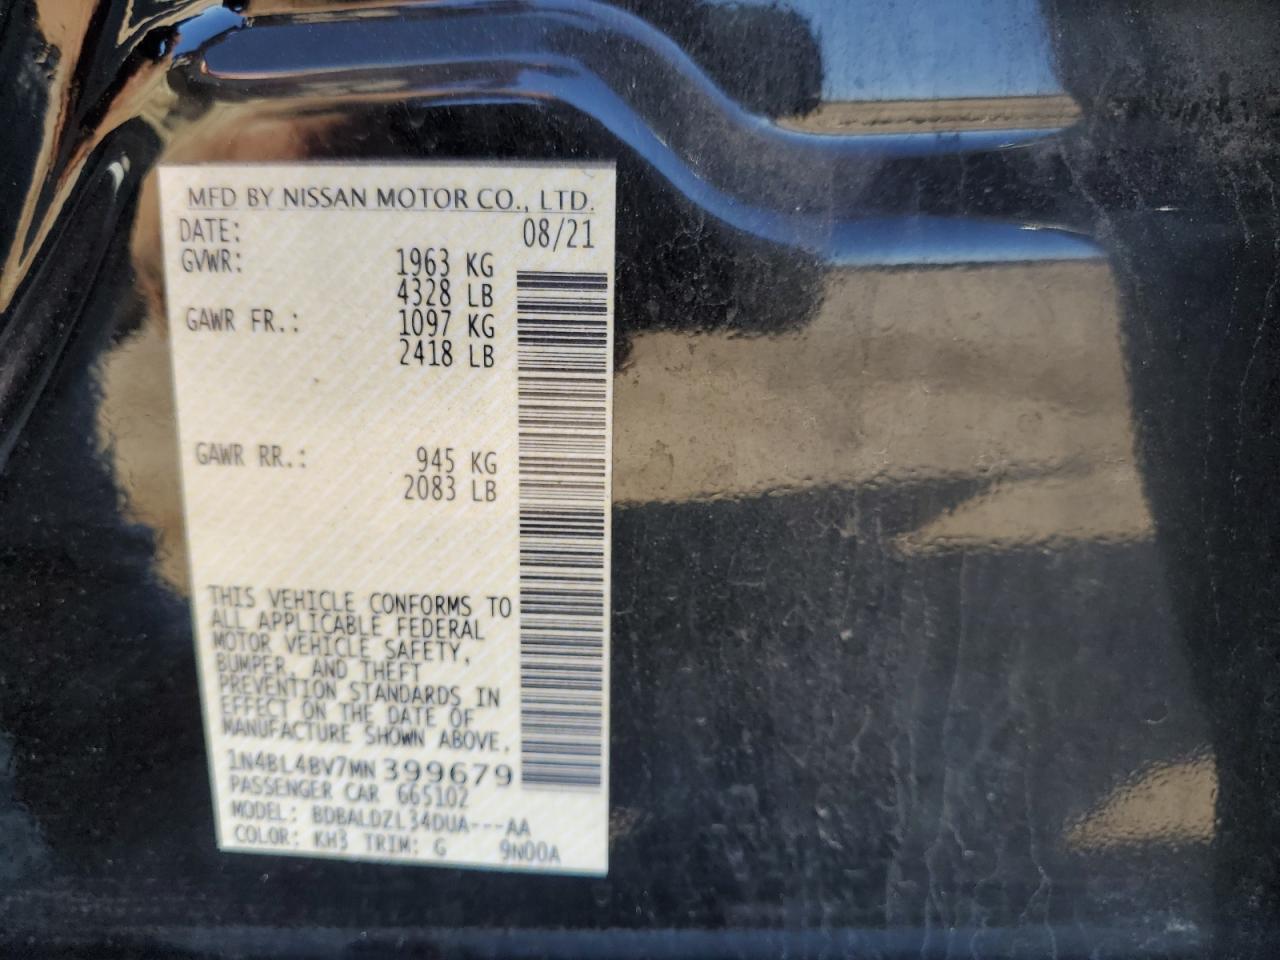 MFD BY NISSAN MOTOR CO., LTD.
DATE: 08/21
GVWR: 1963 KG
4328 LB
GAWR FR.: 1097 KG
2418 LB
GAWR RR.: 945 KG
2083 LB
THIS VEHICLE CONFORMS TO
ALL APPLICABLE FEDERAL
MOTOR VEHICLE SAFETY,
BUMPER, AND THEFT
PREVENTION STANDARDS IN
EFFECT ON THE DATE OF
MANUFACTURE SHOWN ABOVE.
1N4BL4BV7MN399679
PASSENGER CAR 665102
MODEL: BDBALDZL34DUA---AA
COLOR: KH3 TRIM: G 9N00A